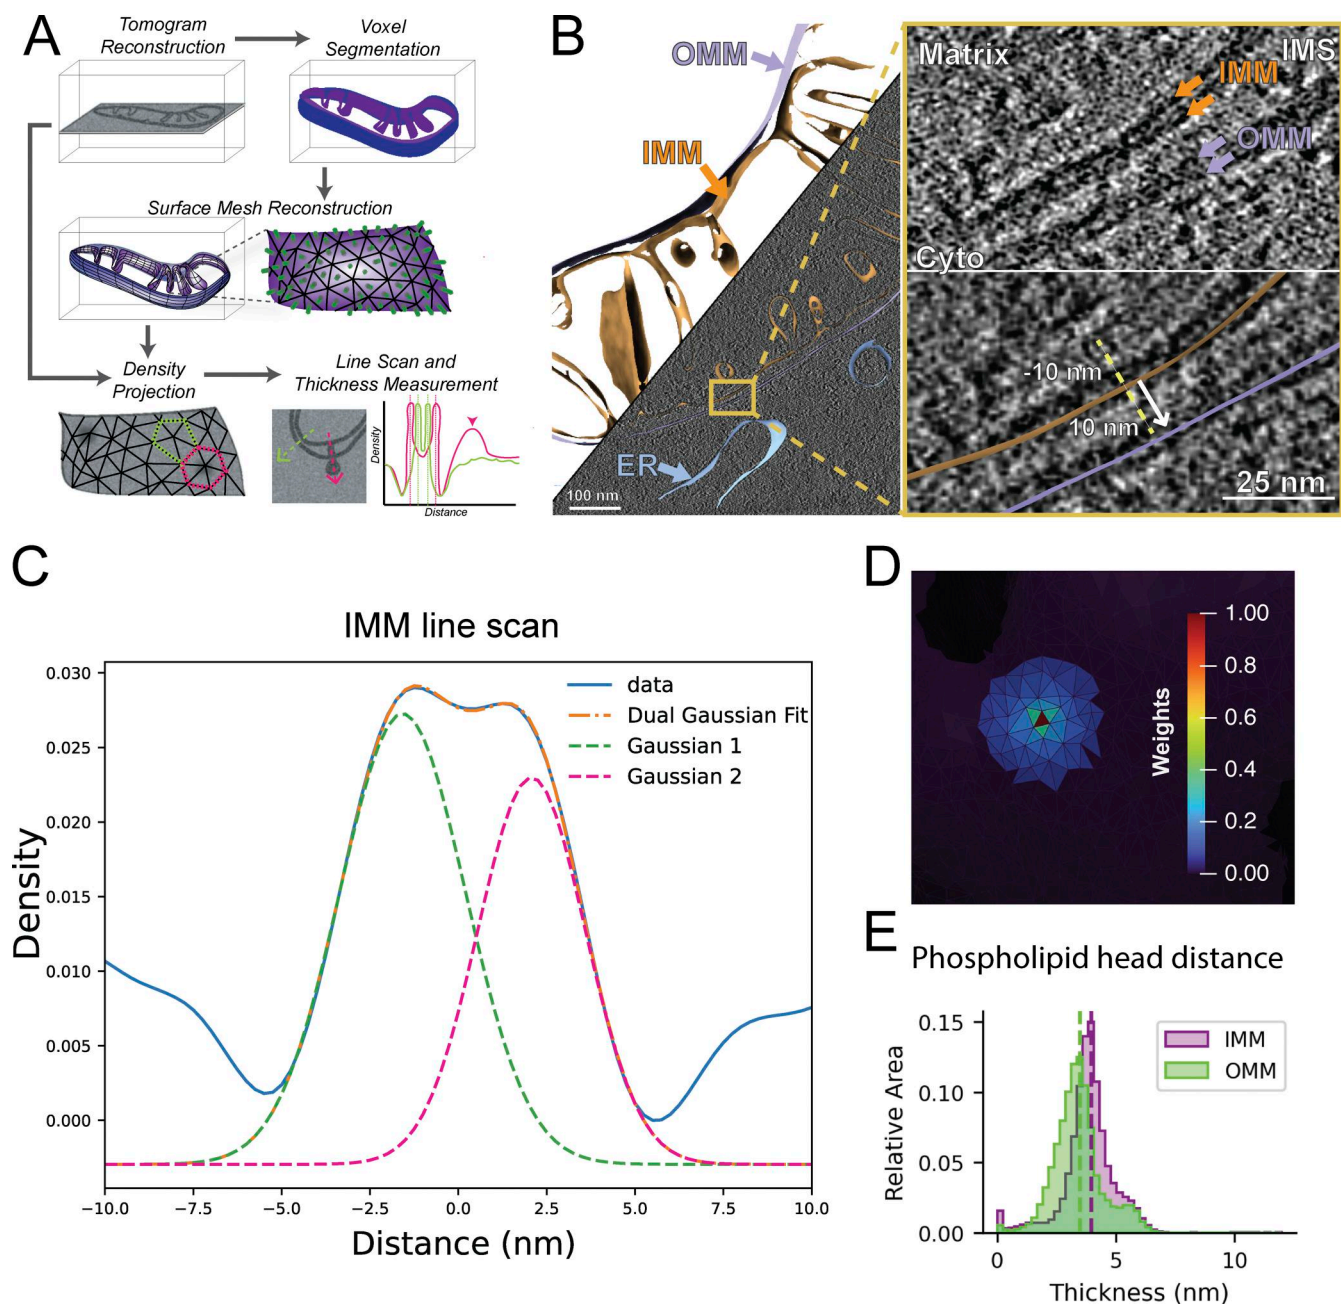 A
Tomogram
Reconstruction
Voxel
Segmentation
Surface Mesh Reconstruction
Density
Projection
Line Scan and
Thickness Measurement
Density
Distance
B
OMM
IMM
ER
100 nm
Matrix
IMS
IMM
OMM
Cyto
-10 nm
10 nm
25 nm
C
IMM line scan
0.030
0.025
0.020
0.015
0.010
0.005
0.000
Density
data
Dual Gaussian Fit
Gaussian 1
Gaussian 2
−10.0
−7.5
−5.0
−2.5
0.0
2.5
5.0
7.5
10.0
Distance (nm)
D
Weights
1.00
0.8
0.6
0.4
0.2
0.00
E
Phospholipid head distance
0.15
0.10
0.05
0.00
Relative Area
IMM
OMM
0
5
10
Thickness (nm)